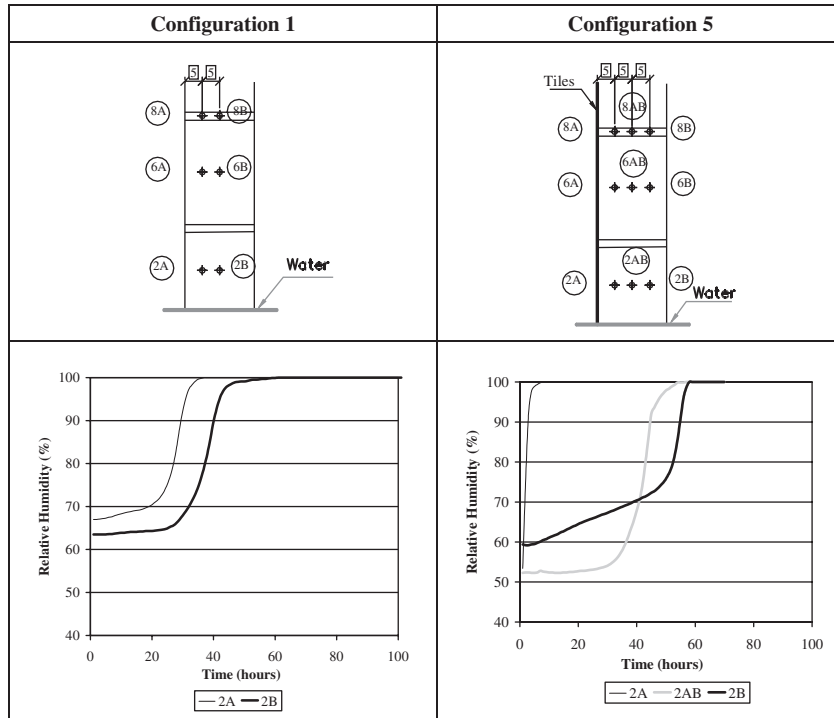 Configuration 1
5 5
8A 8B
6A 6B
2A 2B Water
Configuration 5
5 5 5
Tiles
8AB
8A 8B
6AB
6A 6B
2AB
2A 2B
Water
Relative Humidity (%)
100
90
80
70
60
50
40
0 20 40 60 80 100
Time (hours)
2A 2B
Relative Humidity (%)
100
90
80
70
60
50
40
0 20 40 60 80 100
Time (hours)
2A 2AB 2B